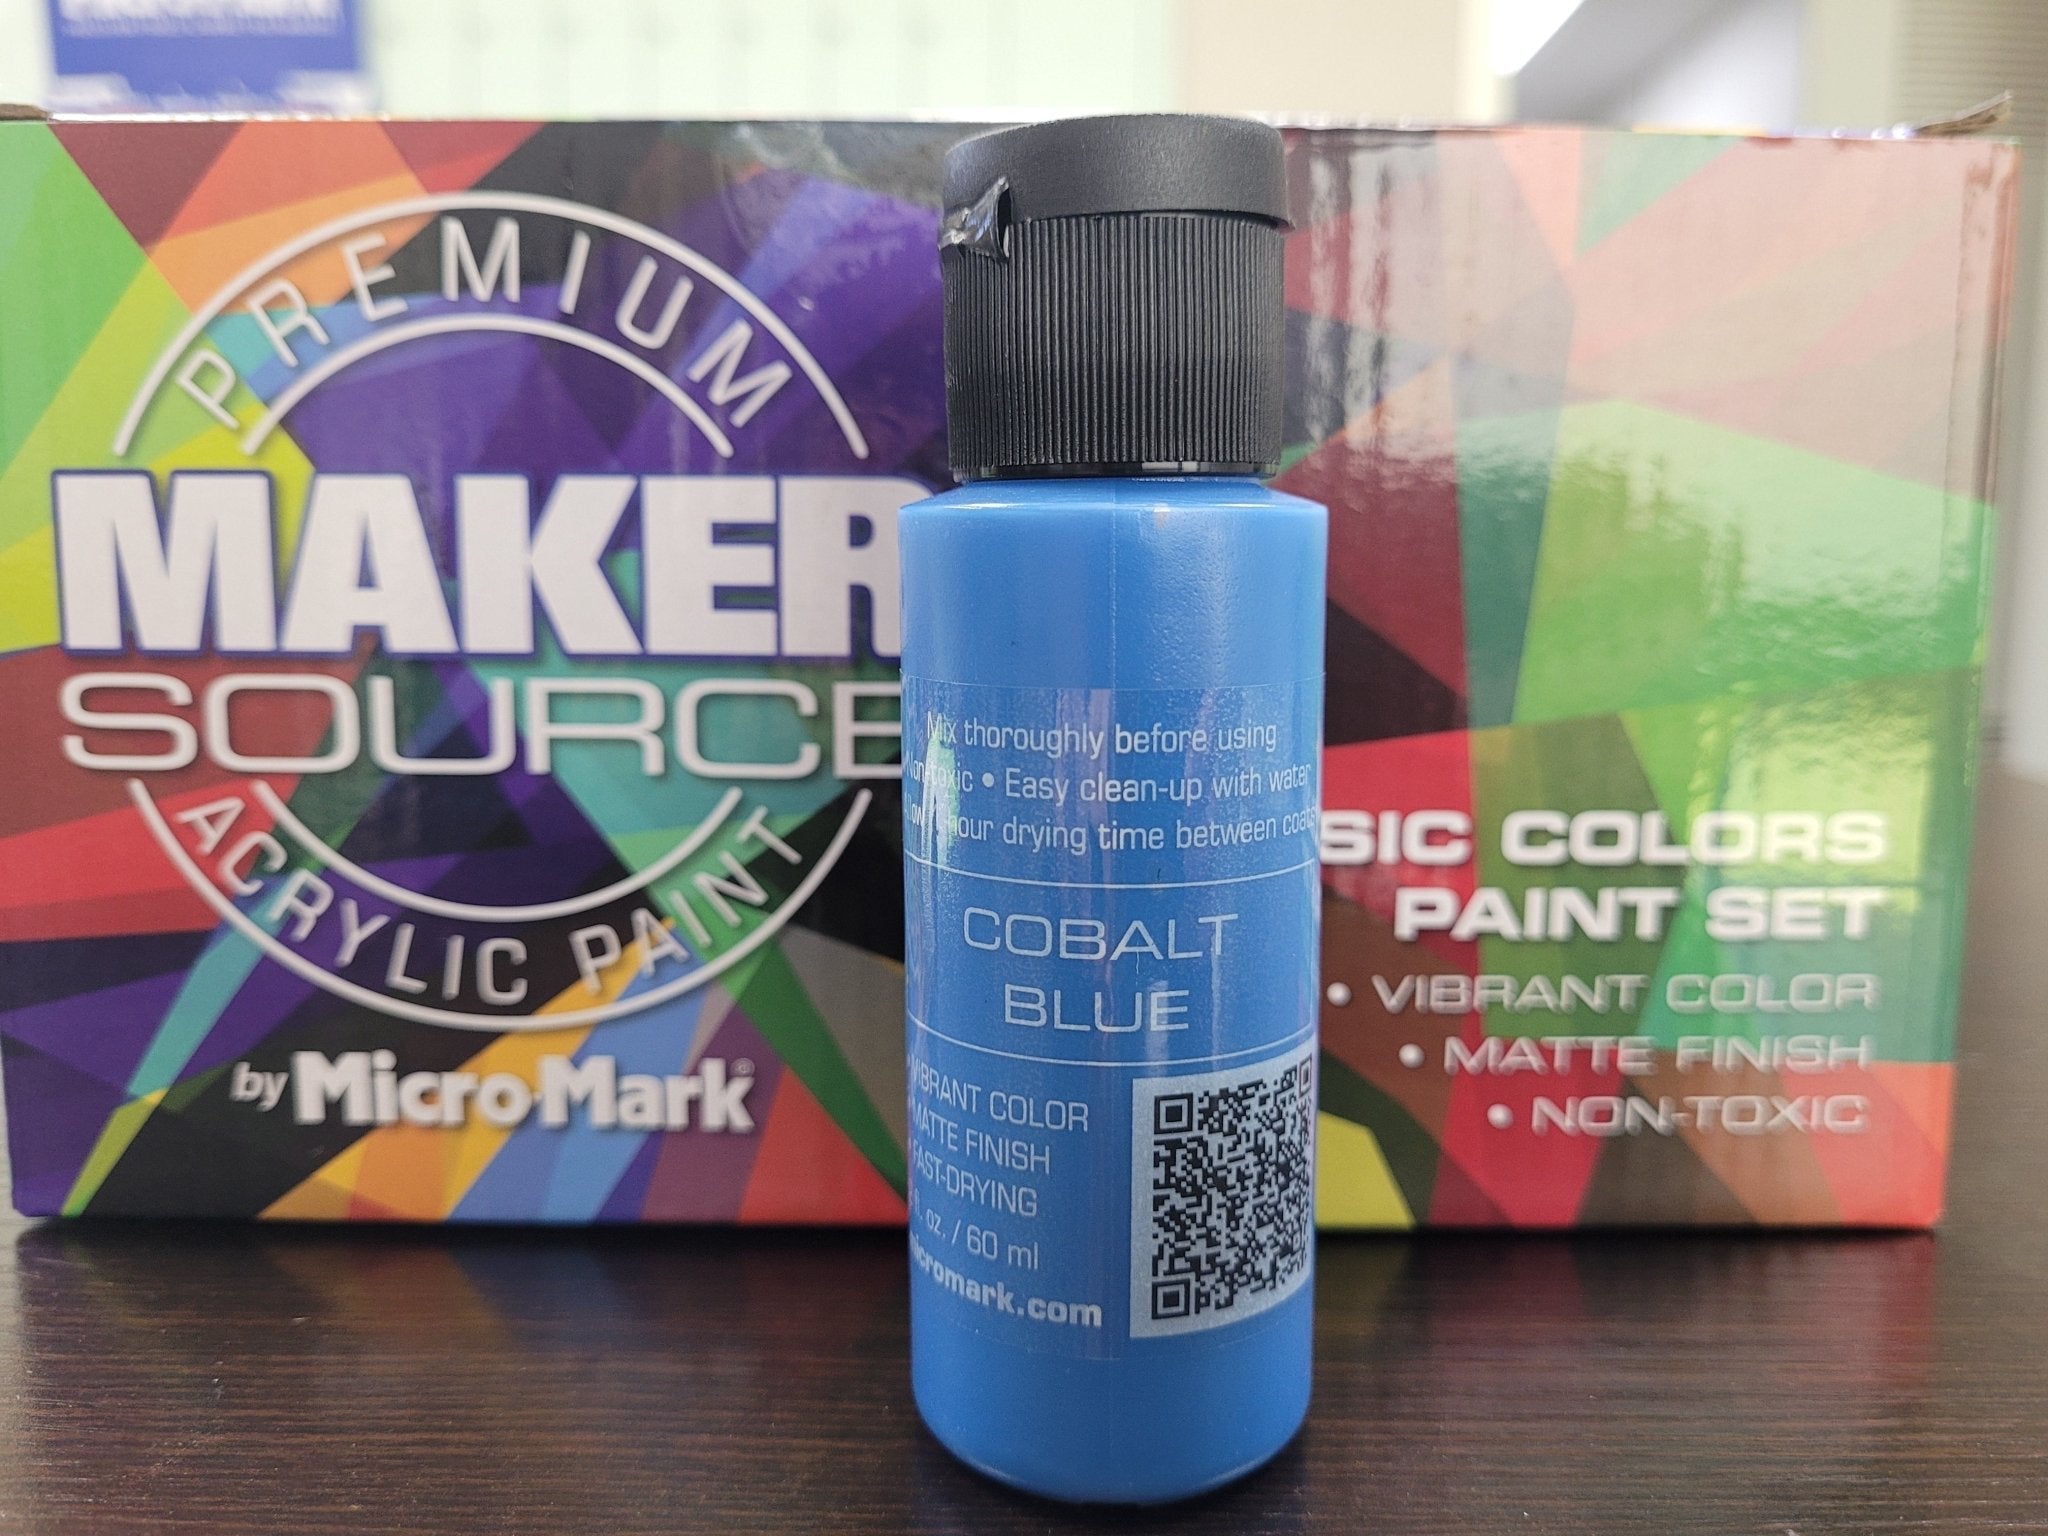 PREMIUM
MAKER
SOURCE
ACRYLIC PAINT
by Micro-Mark
Mix thoroughly before using
Non-toxic • Easy clean-up with water
hour drying time between coats
COBALT
BLUE
VIBRANT COLOR
MATTE FINISH
FAST-DRYING
fl. oz. / 60 ml
micromark.com
SIC COLORS
PAINT SET
• VIBRANT COLOR
• MATTE FINISH
• NON-TOXIC